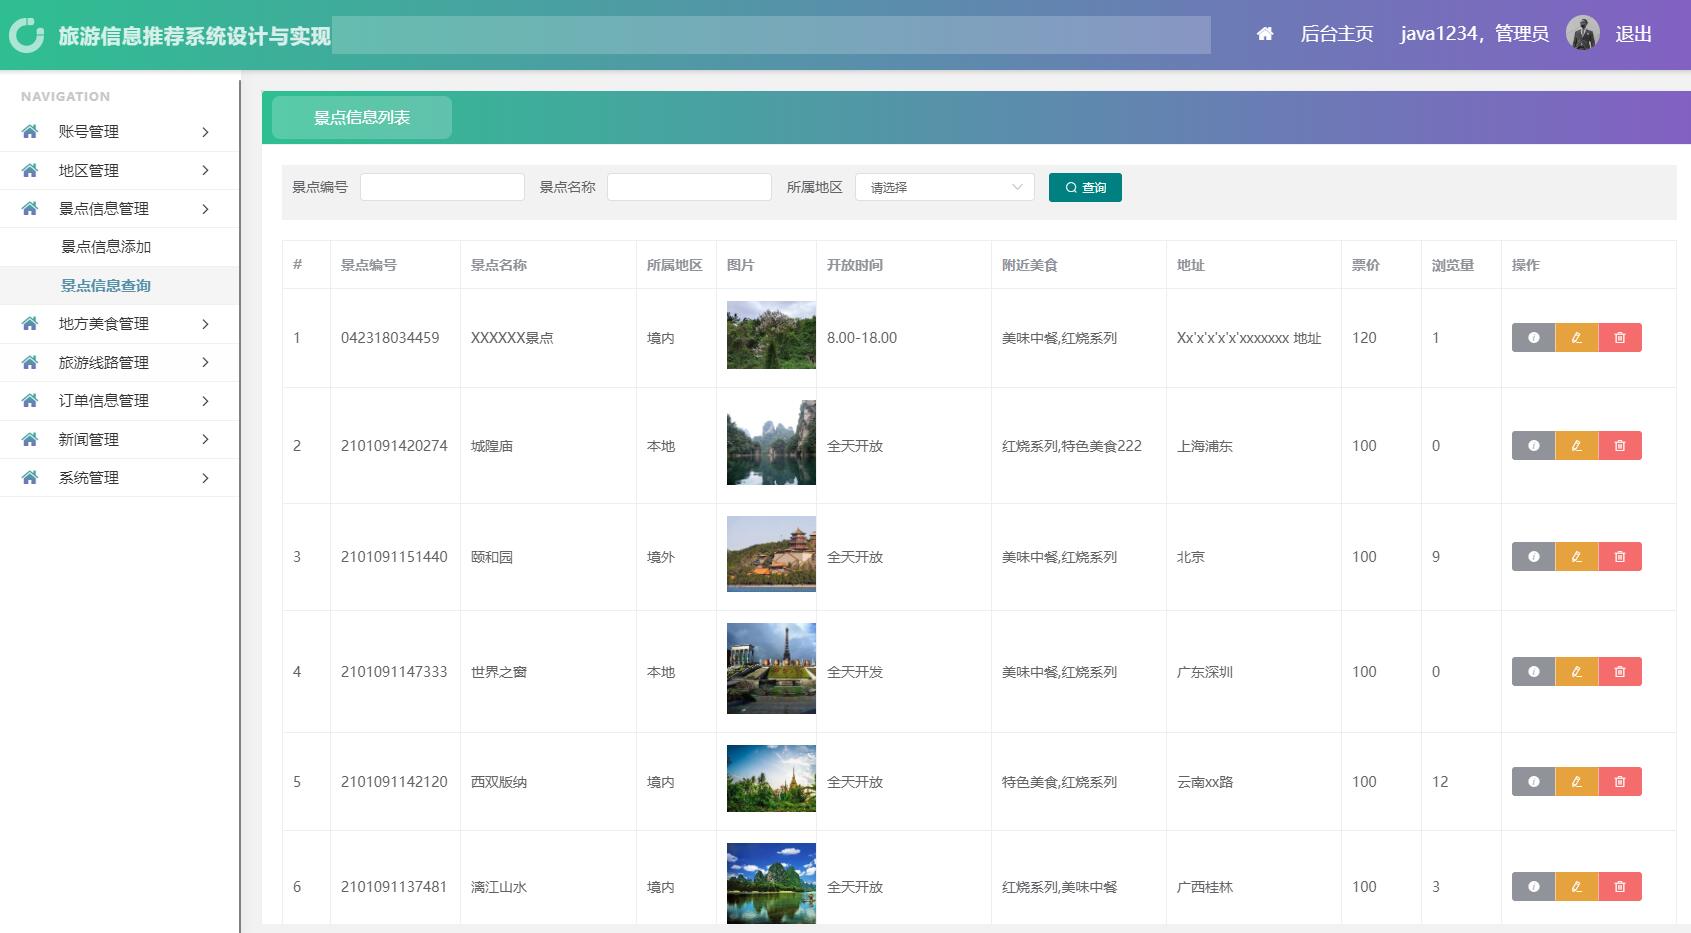 旅游信息推荐系统设计与实现
后台主页 java1234，管理员 退出
NAVIGATION
账号管理
地区管理
景点信息管理
景点信息添加
景点信息查询
地方美食管理
旅游线路管理
订单信息管理
新闻管理
系统管理
景点信息列表
景点编号 景点名称 所属地区 请选择 查询
# 景点编号 景点名称 所属地区 图片 开放时间 附近美食 地址 票价 浏览量 操作
1 042318034459 XXXXXX景点 境内 8.00-18.00 美味中餐,红烧系列 Xx'x'x'x'x'xxxxxxx 地址 120 1
2 2101091420274 城隍庙 本地 全天开放 红烧系列,特色美食222 上海浦东 100 0
3 2101091151440 颐和园 境外 全天开放 美味中餐,红烧系列 北京 100 9
4 2101091147333 世界之窗 本地 全天开发 美味中餐,红烧系列 广东深圳 100 0
5 2101091142120 西双版纳 境内 全天开放 特色美食,红烧系列 云南xx路 100 12
6 2101091137481 漓江山水 境内 全天开放 红烧系列,美味中餐 广西桂林 100 3